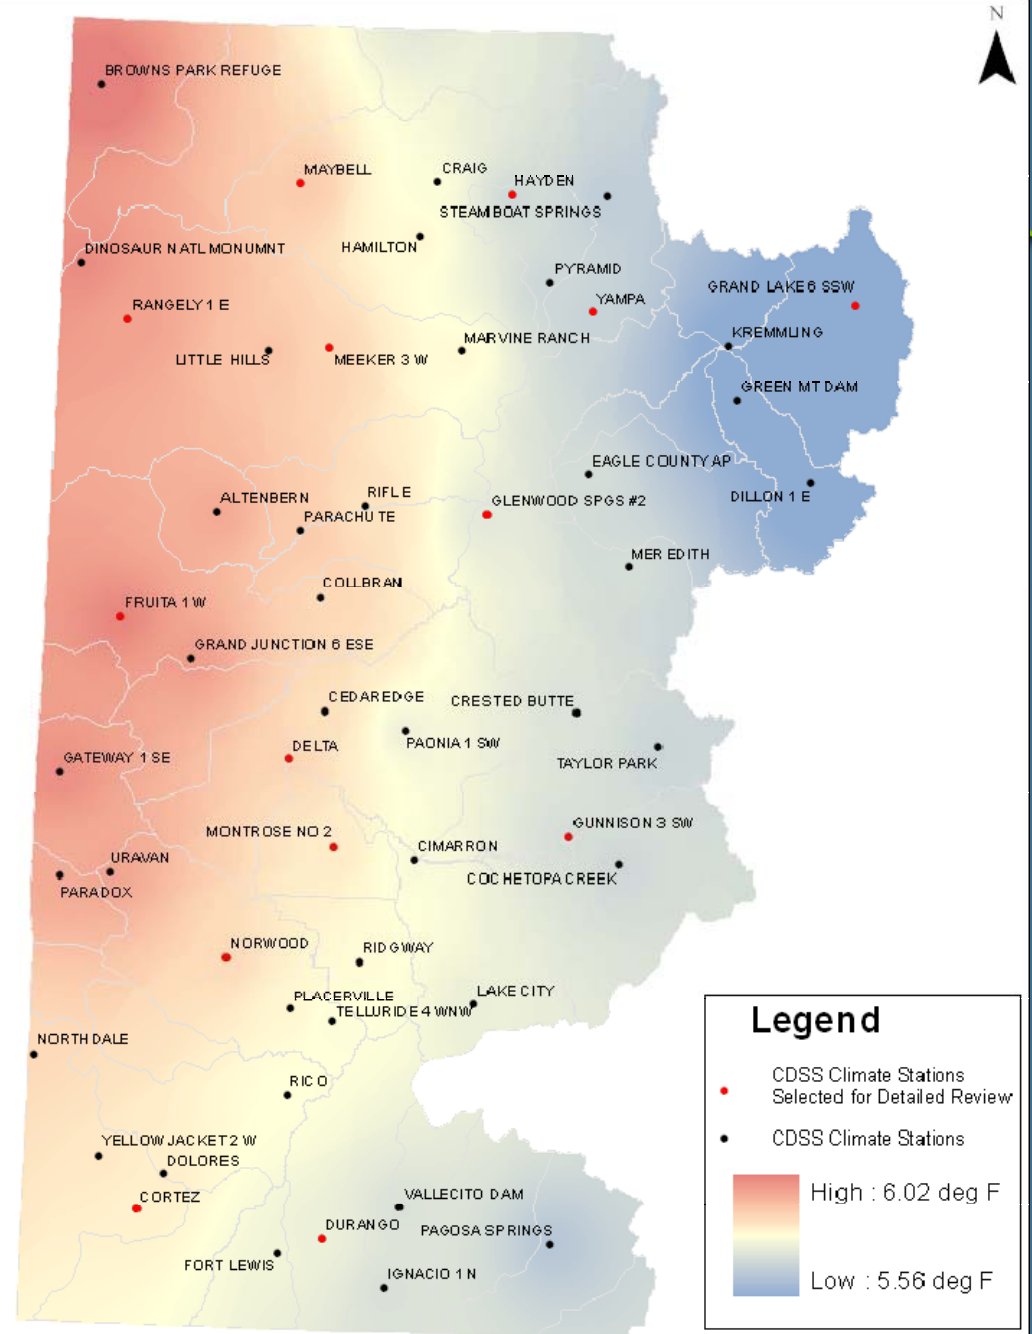 N
BROWNS PARK REFUGE
MAYBELL
CRAIG
HAYDEN
STEAMBOAT SPRINGS
HAMILTON
DINOSAUR NATL MONUMNT
PYRAMID
GRAND LAKE 6 SSW
RANGELY 1 E
YAMPA
KREMMLING
MARVINE RANCH
LITTLE HILLS
MEEKER 3 W
GREEN MT DAM
EAGLE COUNTY AP
ALTENBERN
RIFLE
GLENWOOD SPGS #2
DILLON 1 E
PARACHUTE
MEREDITH
COLLBRAN
FRUITA 1 W
GRAND JUNCTION 6 ESE
CEDAREDGE
CRESTED BUTTE
DELTA
PAONIA 1 SW
GATEWAY 1 SE
TAYLOR PARK
MONTROSE NO 2
GUNNISON 3 SW
CIMARRON
URAVAN
COCHETOPA CREEK
PARADOX
NORWOOD
RIDGWAY
LAKE CITY
PLACERVILLE
TELLURIDE 4 WNW
NORTHDALE
RICO
YELLOW JACKET 2 W
DOLORES
CORTEZ
VALLECITO DAM
DURANGO
PAGOSA SPRINGS
FORT LEWIS
IGNACIO 1 N
Legend
CDSS Climate Stations
Selected for Detailed Review
CDSS Climate Stations
High : 6.02 deg F
Low : 5.56 deg F